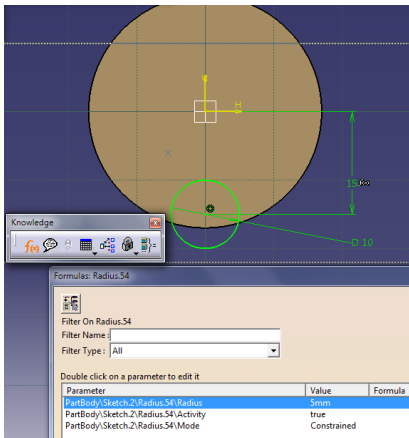 V
H
15
D 10
Knowledge
f(x)
Formulas: Radius.54
Filter On Radius.54
Filter Name :
Filter Type : All
Double click on a parameter to edit it
Parameter Value Formula
PartBody\Sketch.2\Radius.54\Radius 5mm
PartBody\Sketch.2\Radius.54\Activity true
PartBody\Sketch.2\Radius.54\Mode Constrained